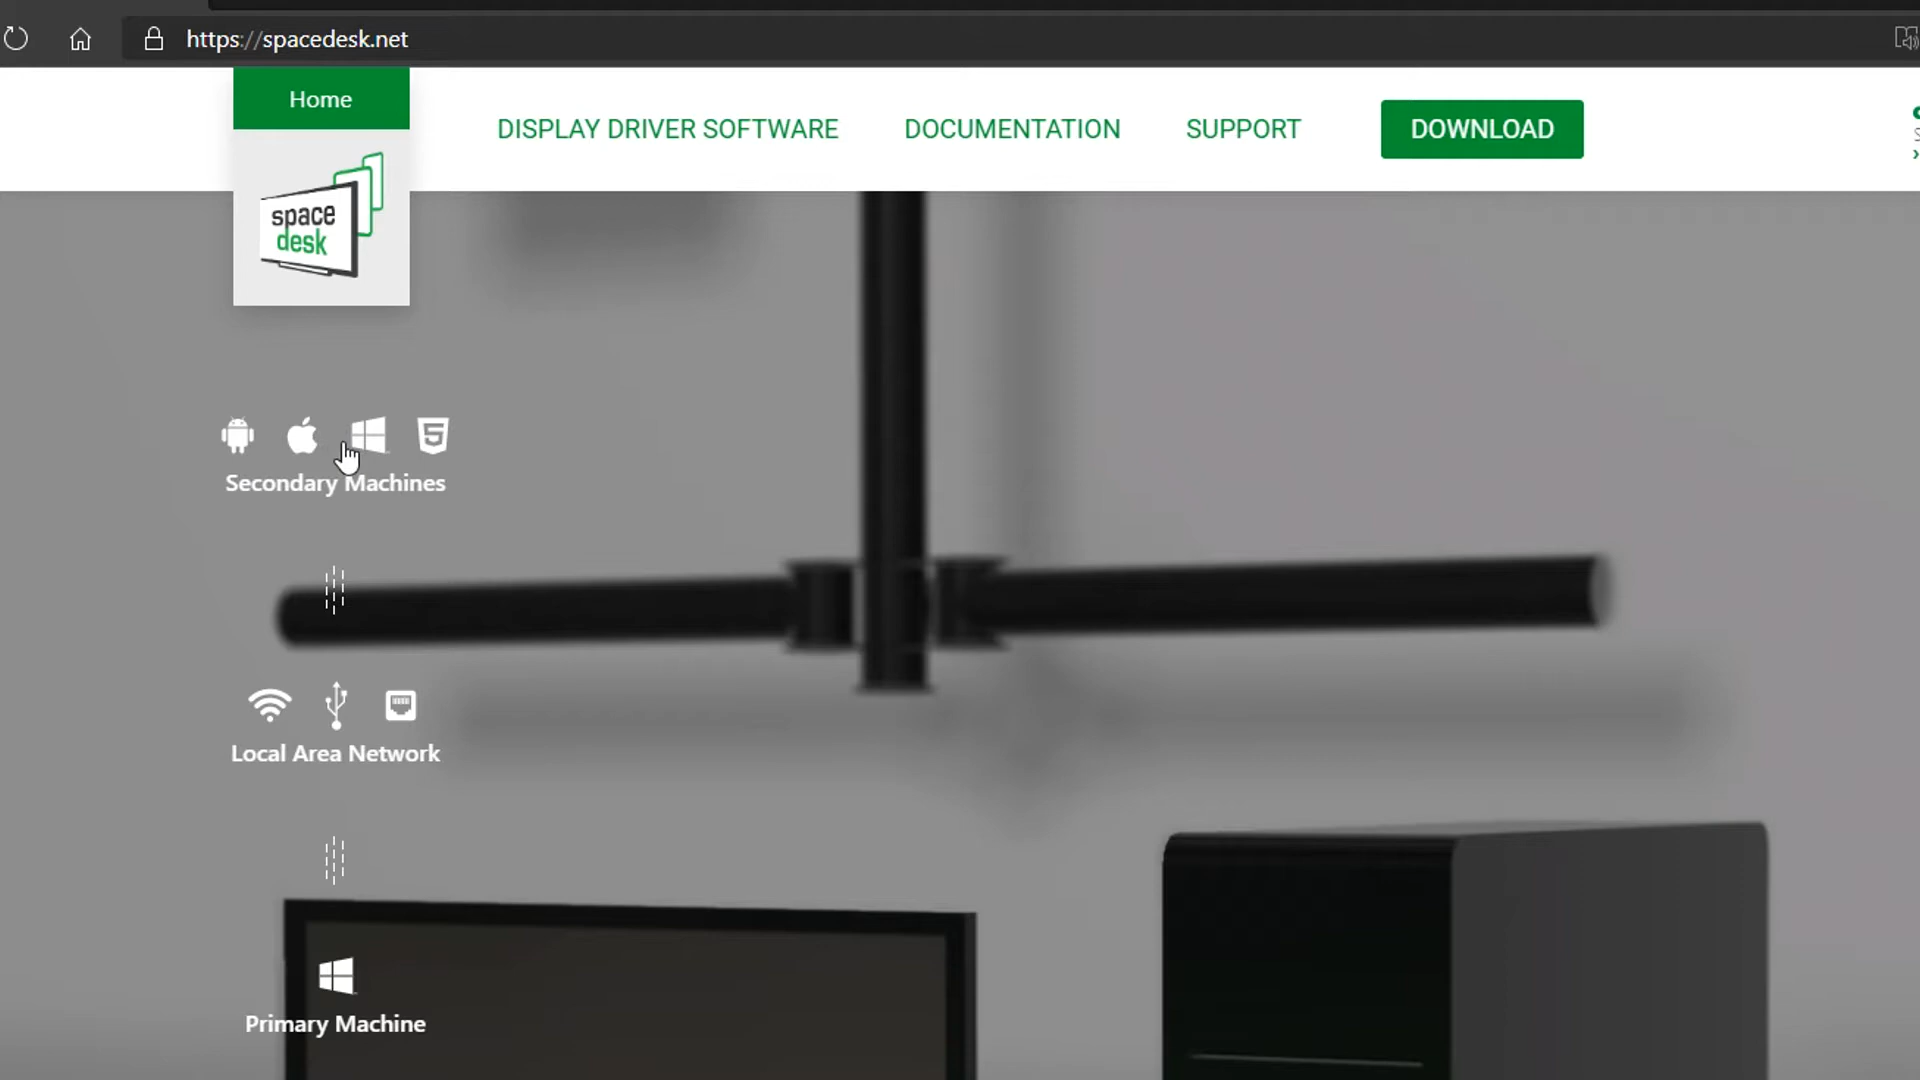 https://spacedesk.net
Home
DISPLAY DRIVER SOFTWARE
DOCUMENTATION
SUPPORT
DOWNLOAD
space
desk
Secondary Machines
Local Area Network
Primary Machine